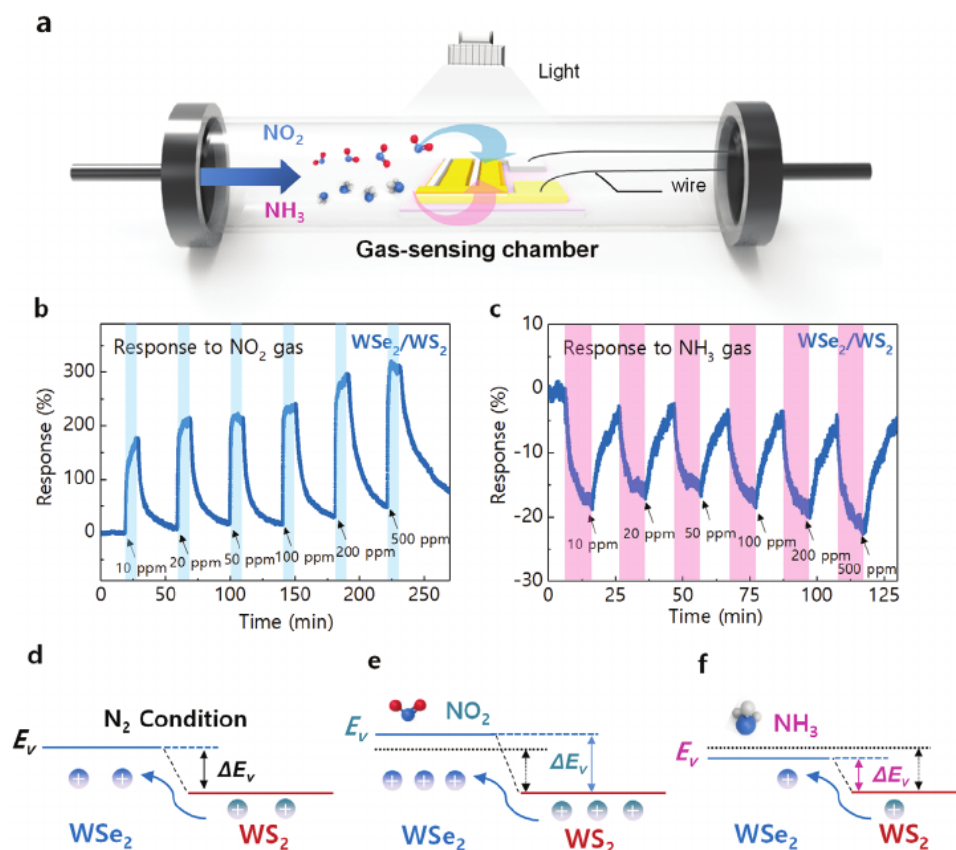 a
Light
NO2
NH3
wire
Gas-sensing chamber
b
Response to NO2 gas
WSe2/WS2
300
200
100
0
Response (%)
10 ppm
20 ppm
50 ppm
100 ppm
200 ppm
500 ppm
0 50 100 150 200 250
Time (min)
c
Response to NH3 gas
WSe2/WS2
10
0
-10
-20
-30
Response (%)
10 ppm
20 ppm
50 ppm
100 ppm
200 ppm
500 ppm
0 25 50 75 100 125
Time (min)
d
N2 Condition
Ev
ΔEv
+ +
+ +
WSe2
WS2
e
NO2
Ev
ΔEv
+ + +
+ + +
WSe2
WS2
f
NH3
Ev
ΔEv
+
+
WSe2
WS2